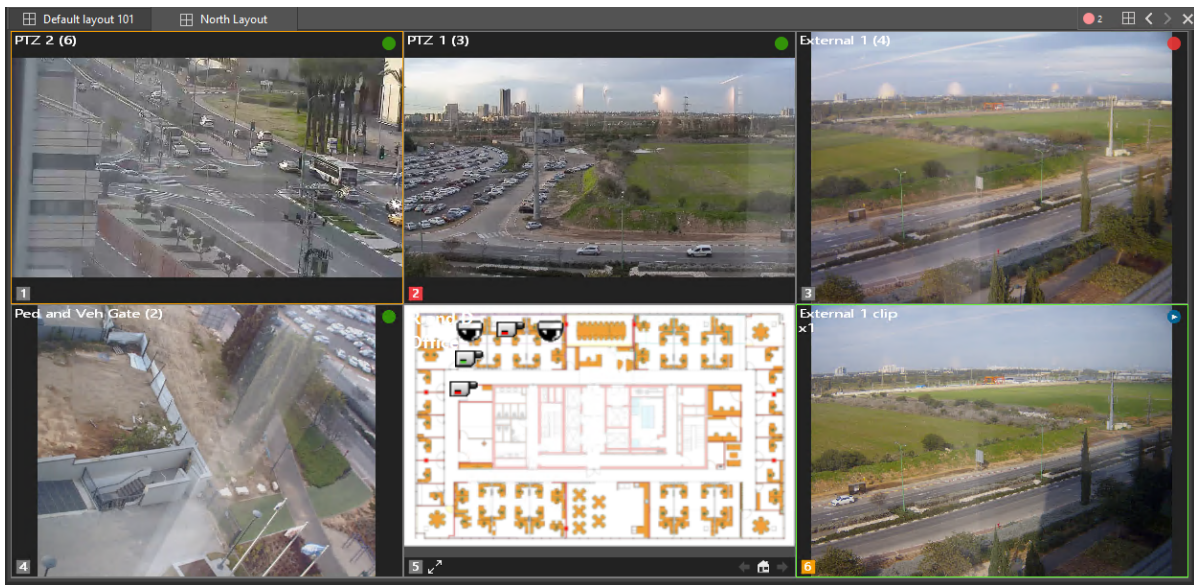 Default layout 101
North Layout
2
PTZ 2 (6)
PTZ 1 (3)
External 1 (4)
1
2
3
Ped and Veh Gate (2)
External 1 clip
x1
4
5
6